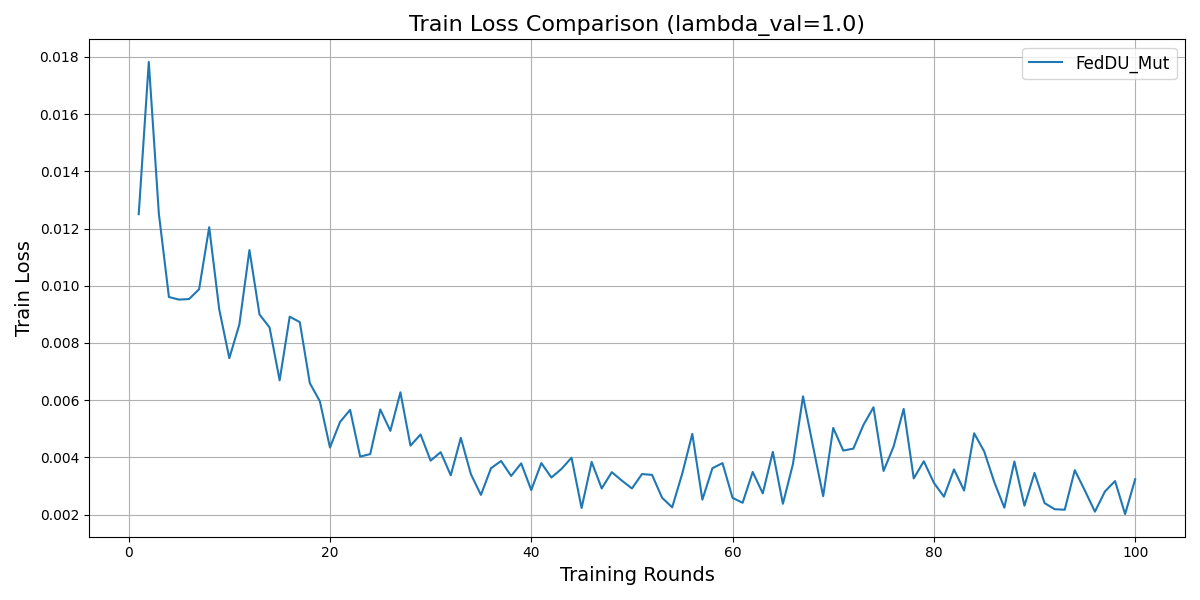 Train Loss Comparison (lambda_val=1.0)
FedDU_Mut
Train Loss
0.018
0.016
0.014
0.012
0.010
0.008
0.006
0.004
0.002
0 20 40 60 80 100
Training Rounds